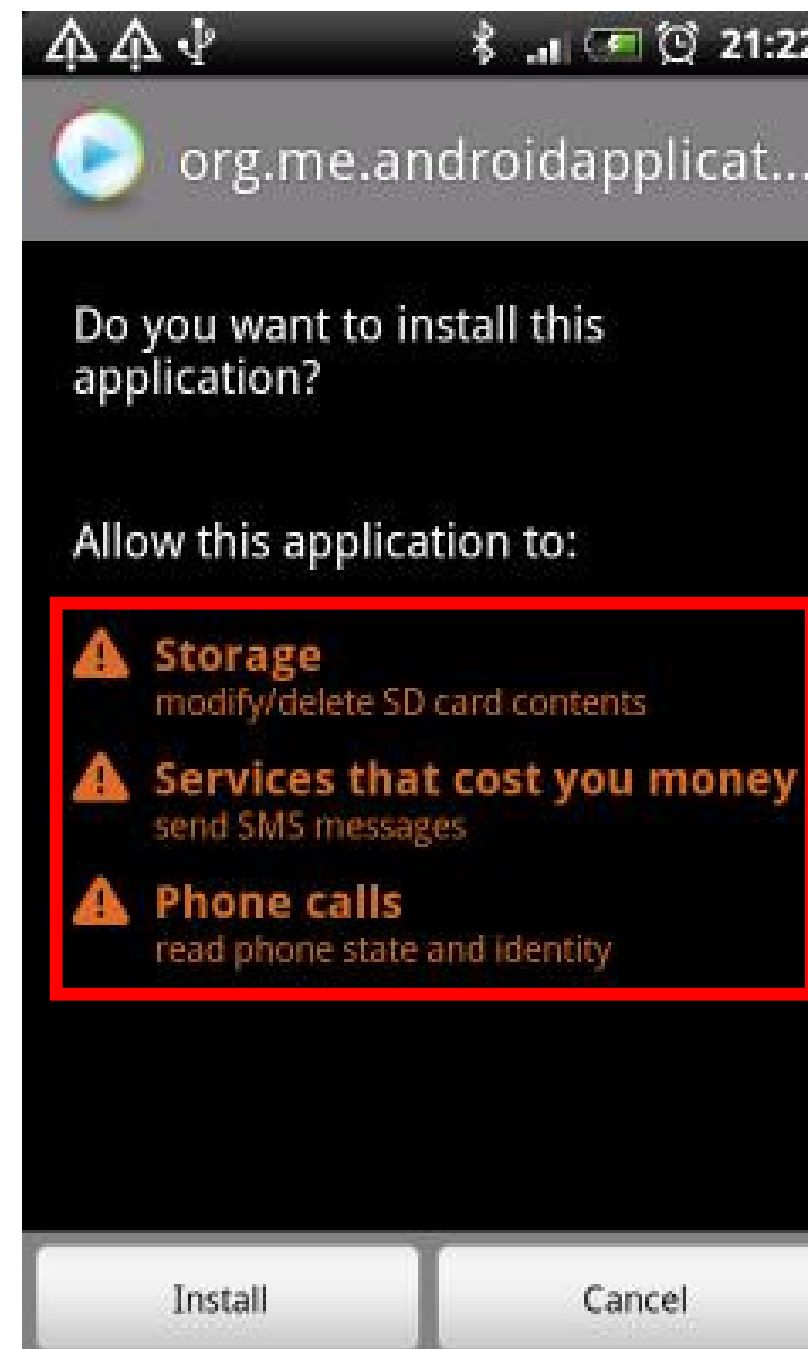 21:22
org.me.androidapplicat...
Do you want to install this
application?
Allow this application to:
Storage
modify/delete SD card contents
Services that cost you money
send SMS messages
Phone calls
read phone state and identity
Install
Cancel